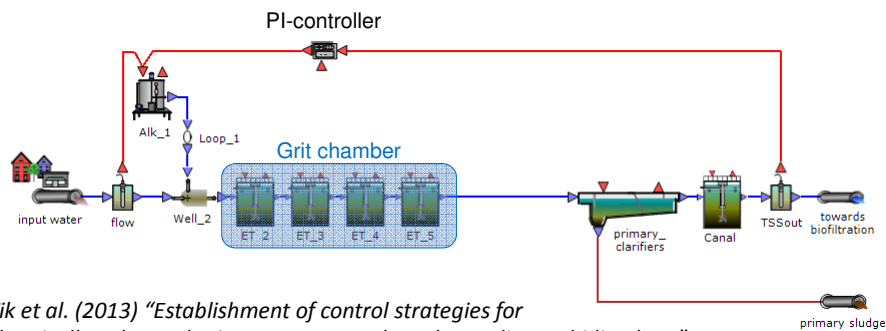 PI-controller
Alk_1
Loop_1
Grit chamber
input water
flow
Well_2
ET_2
ET_3
ET_4
ET_5
primary_
clarifiers
Canal
TSSout
towards
biofiltration
et al. (2013) “Establishment of control strategies for
primary sludge